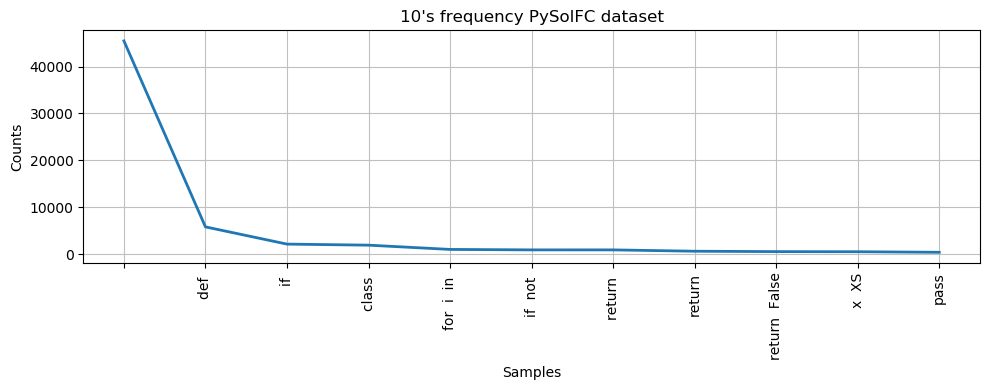 10's frequency PySolFC dataset
Counts
40000
30000
20000
10000
0
def
if
class
for i in
if not
return
return
return False
x XS
pass
Samples